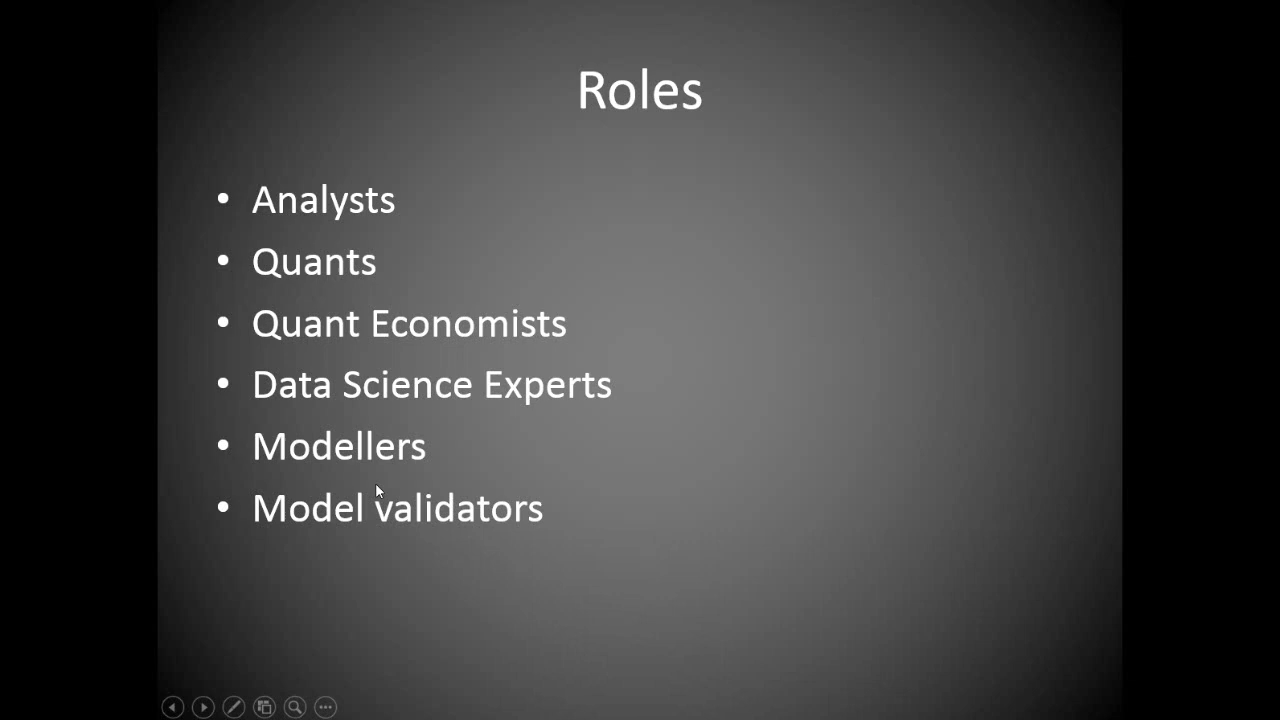 Roles
• Analysts
• Quants
• Quant Economists
• Data Science Experts
• Modellers
• Model validators